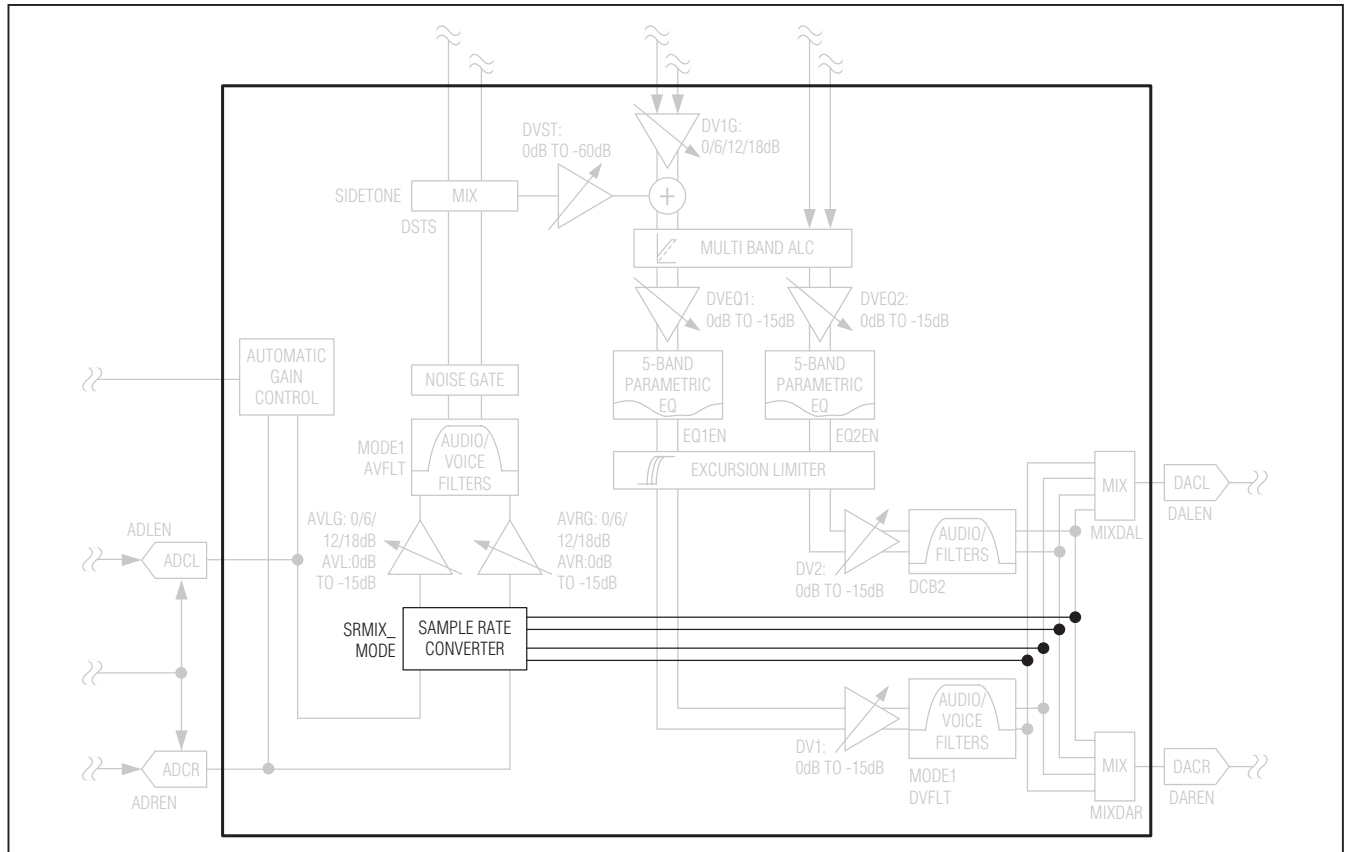 DVST:
0dB TO -60dB
DV1G:
0/6/12/18dB
SIDETONE
MIX
DSTS
+
MULTI BAND ALC
DVEQ1:
0dB TO -15dB
DVEQ2:
0dB TO -15dB
AUTOMATIC
GAIN
CONTROL
NOISE GATE
5-BAND
PARAMETRIC
EQ
5-BAND
PARAMETRIC
EQ
EQ1EN
EQ2EN
MODE1
AVFLT
AUDIO/
VOICE
FILTERS
EXCURSION LIMITER
MIX
MIXDAL
DACL
DALEN
ADLEN
ADCL
AVLG: 0/6/
12/18dB
AVL:0dB
TO -15dB
AVRG: 0/6/
12/18dB
AVR:0dB
TO -15dB
DV2:
0dB TO -15dB
AUDIO/
FILTERS
DCB2
SRMIX_
MODE
SAMPLE RATE
CONVERTER
ADCR
ADREN
DV1:
0dB TO -15dB
AUDIO/
VOICE
FILTERS
MODE1
DVFLT
MIX
MIXDAR
DACR
DAREN